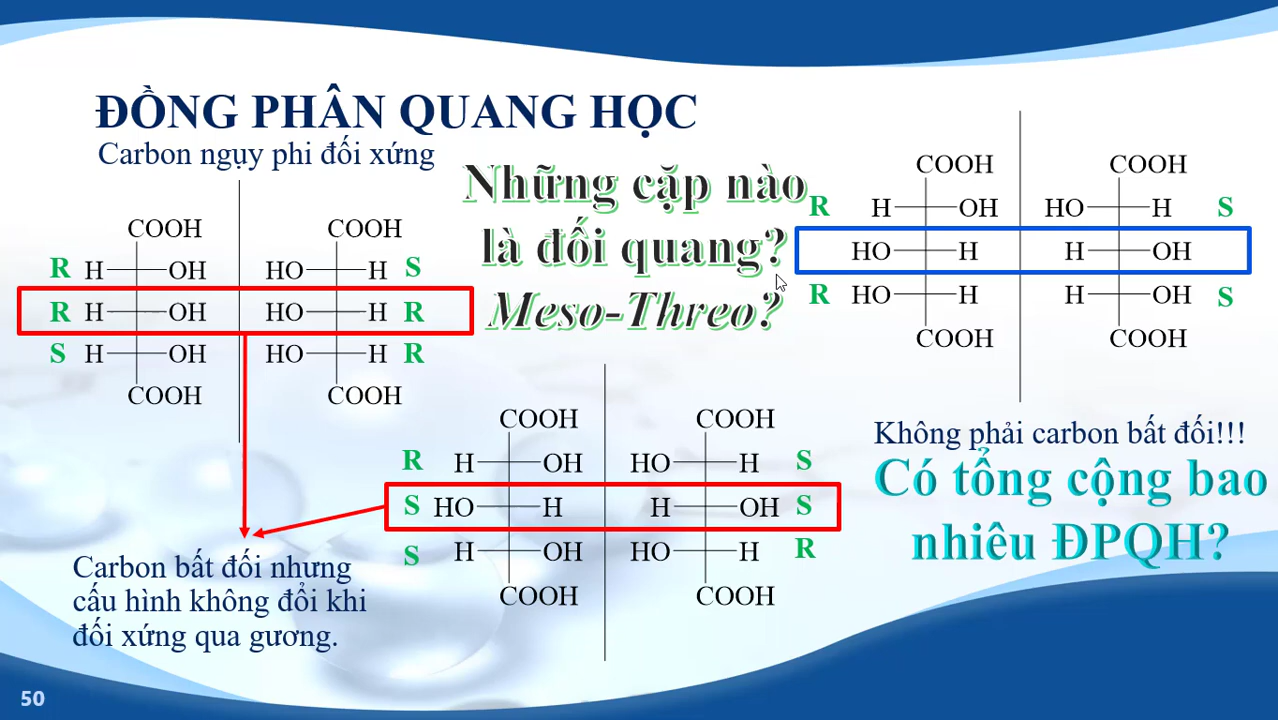 ĐỒNG PHÂN QUANG HỌC
Carbon ngụy phi đối xứng
COOH COOH
R H OH HO H S
R H OH HO H R
S H OH HO H R
COOH COOH
Những cặp nào
là đối quang?
Meso-Threo?
COOH COOH
R H OH HO H S
HO H H OH
R HO H H OH S
COOH COOH
COOH COOH
R H OH HO H S
S HO H H OH S
S H OH HO H R
COOH COOH
Không phải carbon bất đối!!!
Có tổng cộng bao
nhiêu ĐPQH?
Carbon bất đối nhưng
cấu hình không đổi khi
đối xứng qua gương.
50